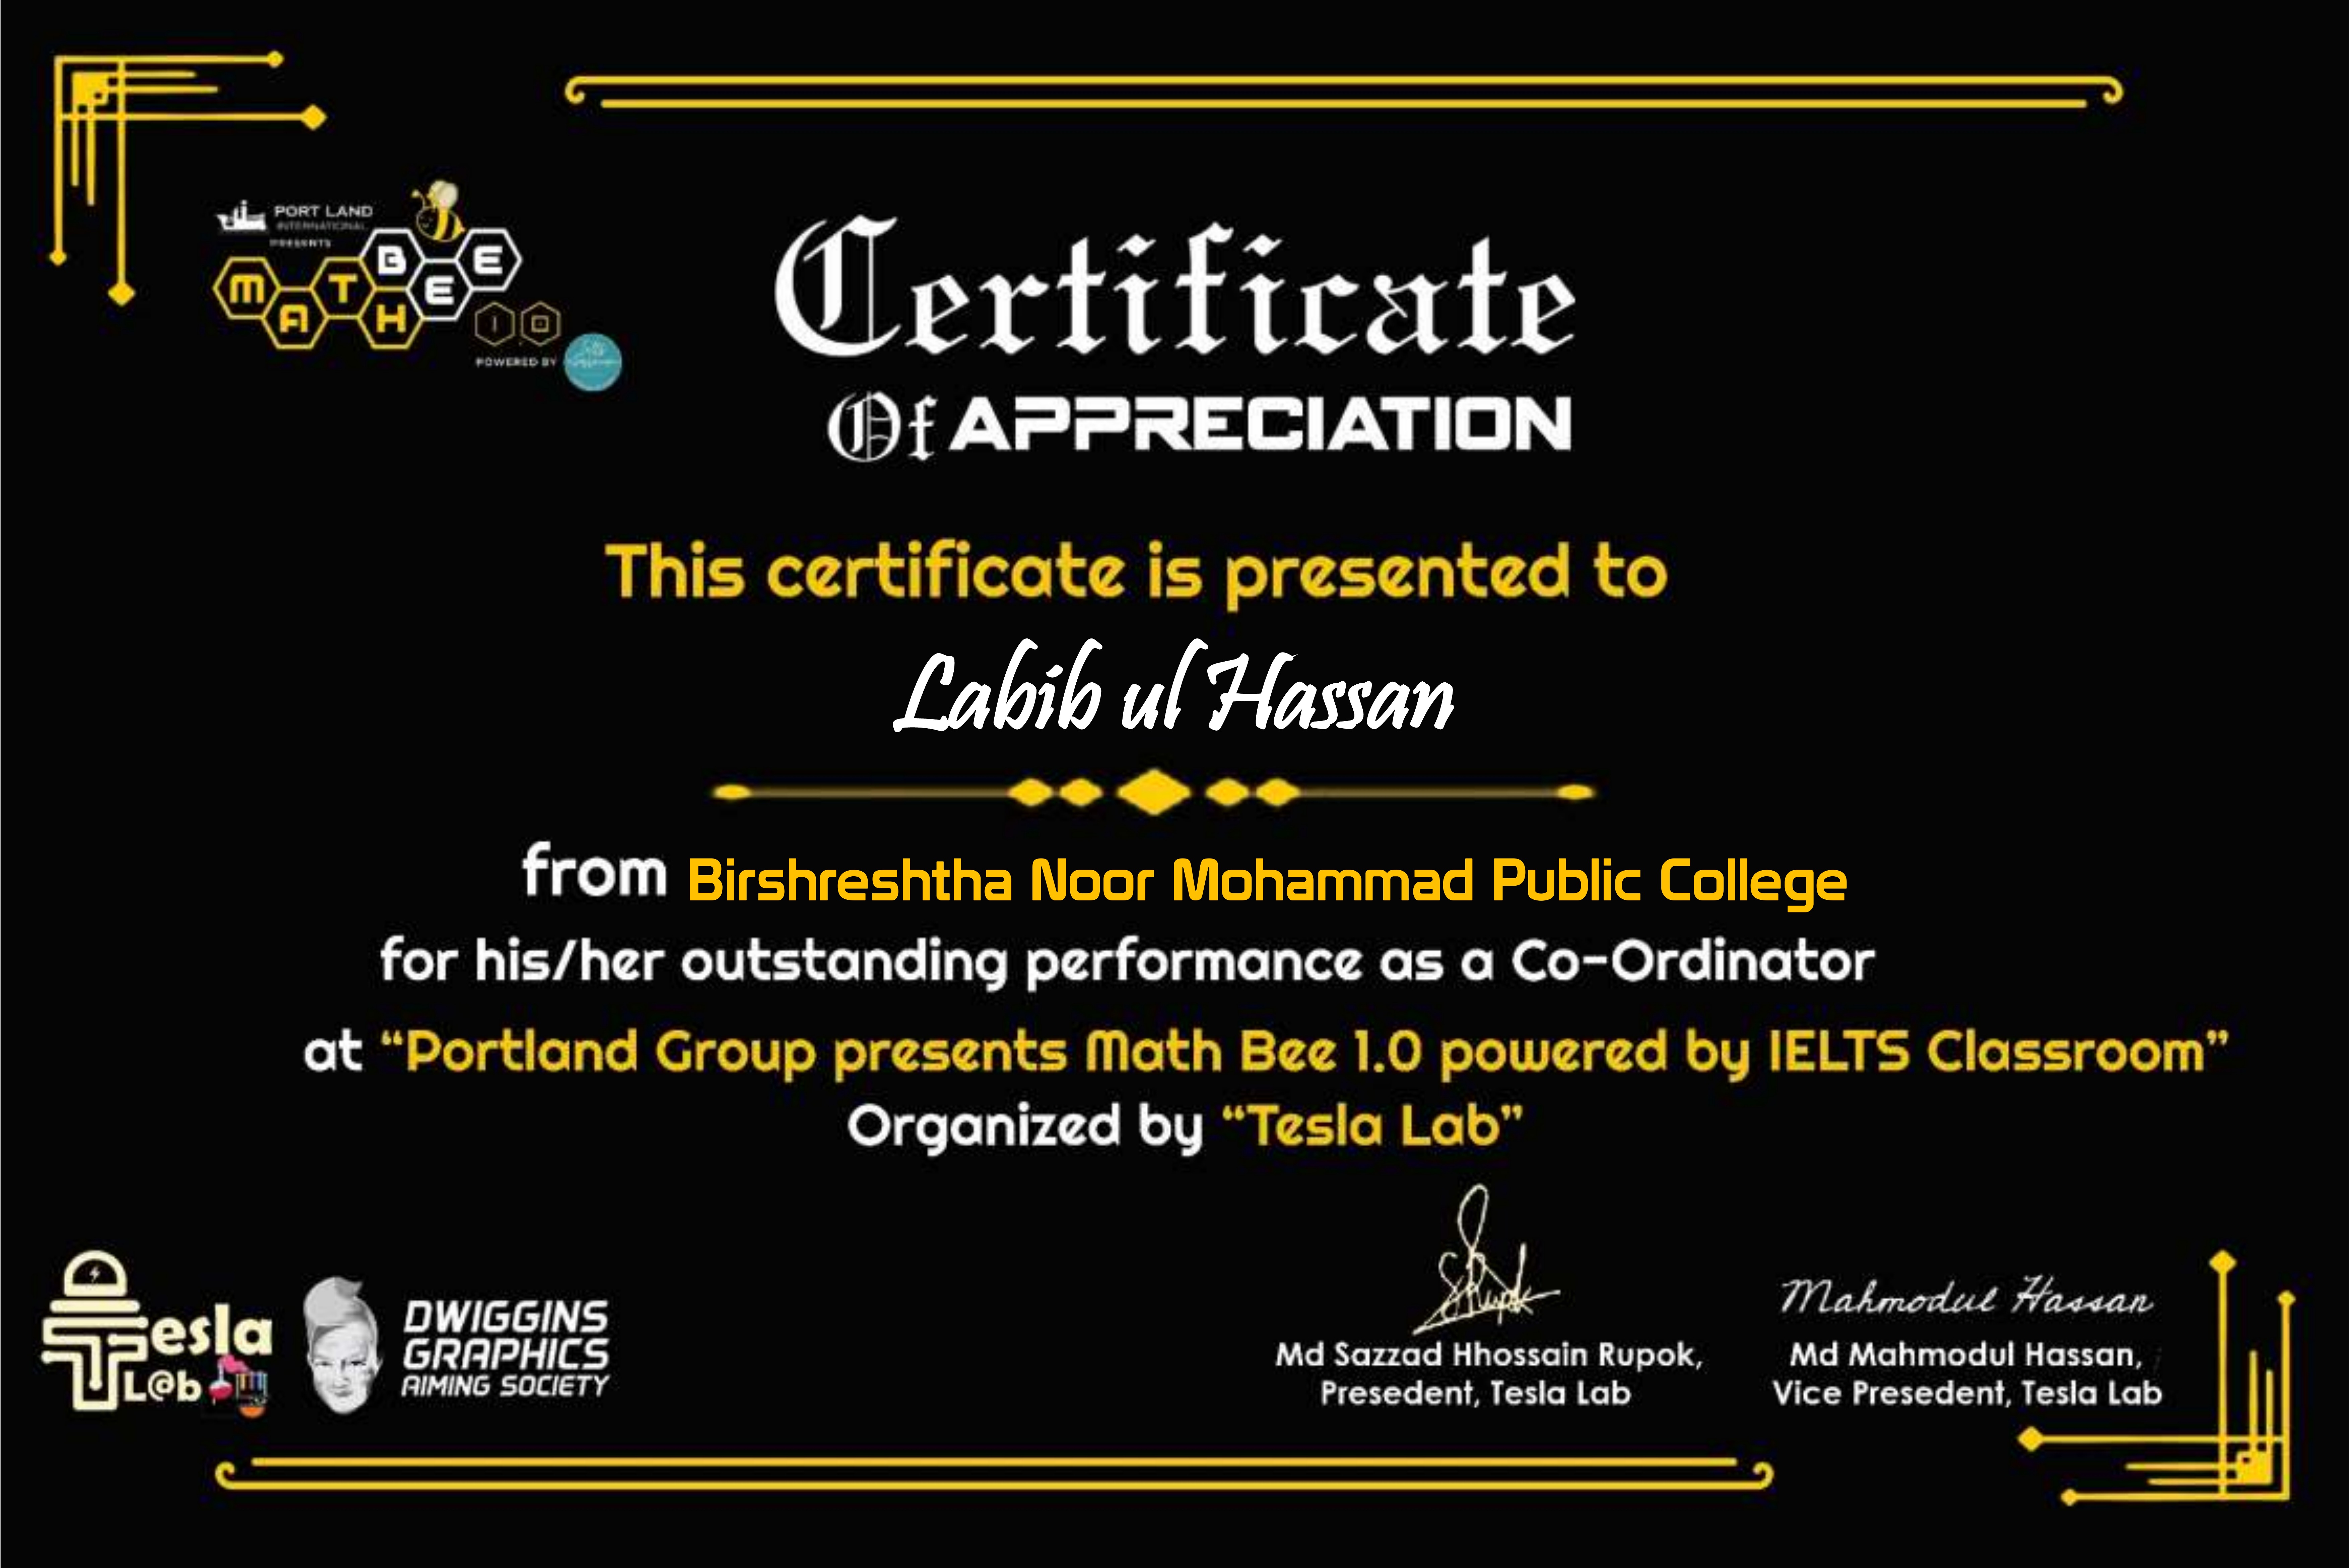 PORT LAND
INTERNATIONAL
PRESENTS
MATH BEE
1.0
POWERED BY
Certificate
Of APPRECIATION
This certificate is presented to
Labib ul Hassan
from Birshreshtha Noor Mohammad Public College
for his/her outstanding performance as a Co-Ordinator
at “Portland Group presents Math Bee 1.0 powered by IELTS Classroom”
Organized by “Tesla Lab”
Tesla
L@b
DWIGGINS
GRAPHICS
AIMING SOCIETY
SRupok
Md Sazzad Hhossain Rupok,
Presedent, Tesla Lab
Mahmodul Hassan
Md Mahmodul Hassan,
Vice Presedent, Tesla Lab